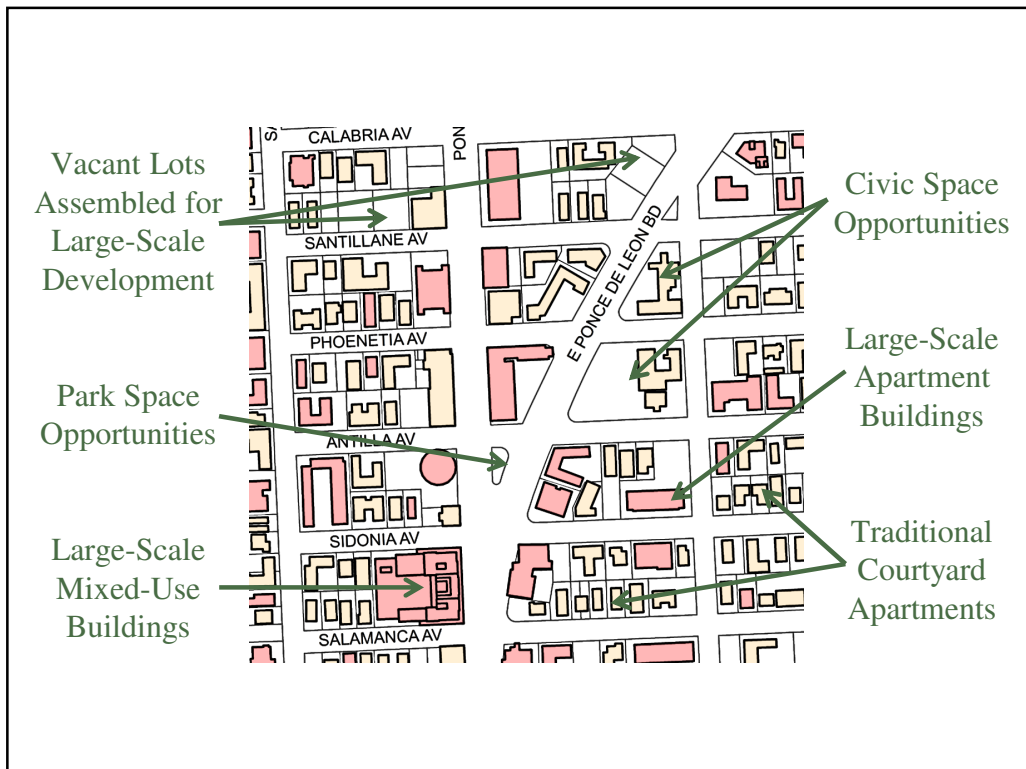 Vacant Lots
Assembled for
Large-Scale
Development
Park Space
Opportunities
Large-Scale
Mixed-Use
Buildings
CALABRIA AV
PON
SANTILLANE AV
PHOENETIA AV
ANTILLA AV
SIDONIA AV
SALAMANCA AV
E PONCE DE LEON BD
Civic Space
Opportunities
Large-Scale
Apartment
Buildings
Traditional
Courtyard
Apartments